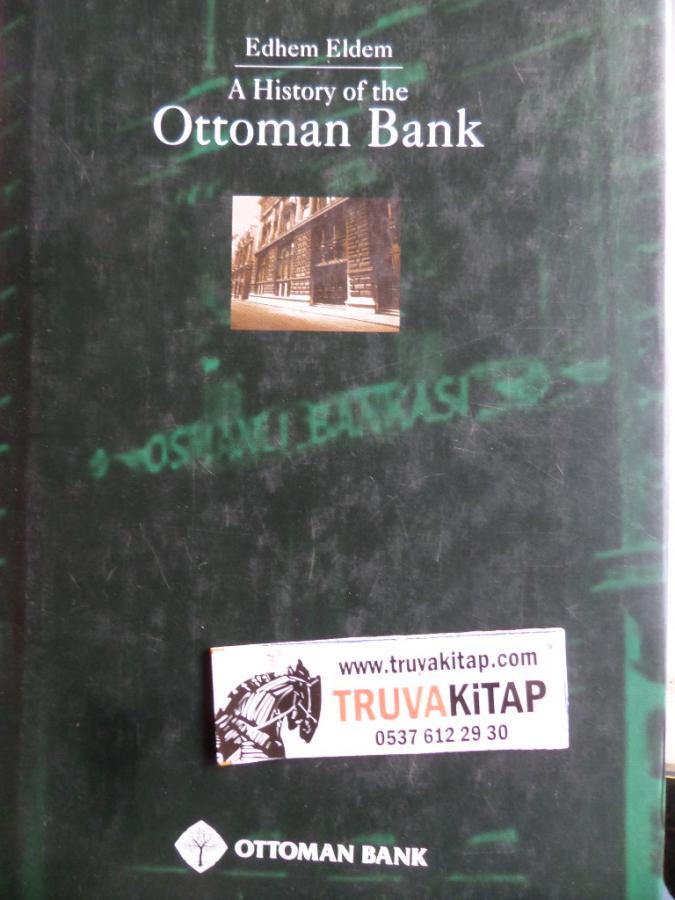 Edhem Eldem
A History of the
Ottoman Bank
OSMANLI BANKASI
www.truvakitap.com
TRUVAKiTAP
0537 612 29 30
OTTOMAN BANK